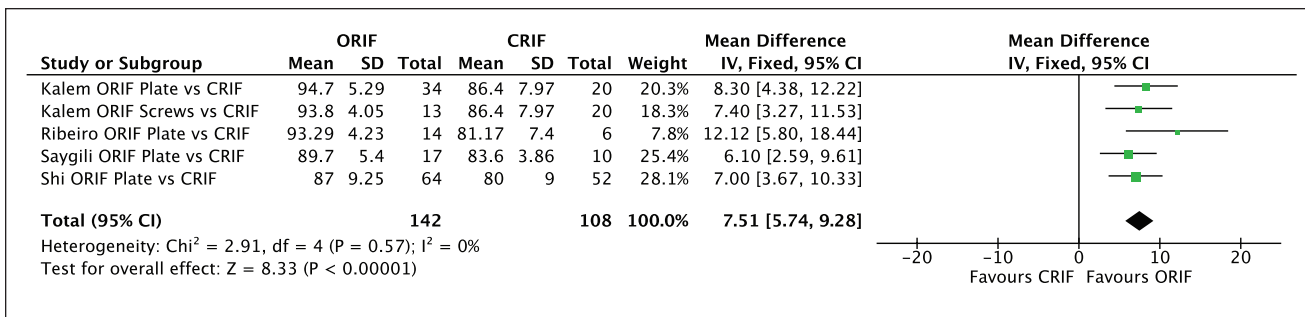 ORIF CRIF Mean Difference Mean Difference
Study or Subgroup Mean SD Total Mean SD Total Weight IV, Fixed, 95% CI IV, Fixed, 95% CI
Kalem ORIF Plate vs CRIF 94.7 5.29 34 86.4 7.97 20 20.3% 8.30 [4.38, 12.22]
Kalem ORIF Screws vs CRIF 93.8 4.05 13 86.4 7.97 20 18.3% 7.40 [3.27, 11.53]
Ribeiro ORIF Plate vs CRIF 93.29 4.23 14 81.17 7.4 6 7.8% 12.12 [5.80, 18.44]
Saygili ORIF Plate vs CRIF 89.7 5.4 17 83.6 3.86 10 25.4% 6.10 [2.59, 9.61]
Shi ORIF Plate vs CRIF 87 9.25 64 80 9 52 28.1% 7.00 [3.67, 10.33]
Total (95% CI) 142 108 100.0% 7.51 [5.74, 9.28]
Heterogeneity: Chi² = 2.91, df = 4 (P = 0.57); I² = 0%
Test for overall effect: Z = 8.33 (P < 0.00001)
-20 -10 0 10 20
Favours CRIF Favours ORIF